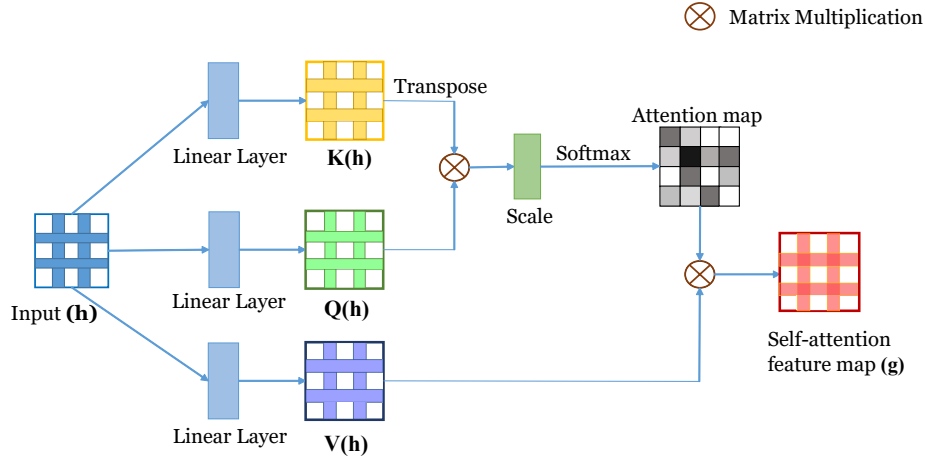 Matrix Multiplication
Transpose
Attention map
Linear Layer
K(h)
Softmax
Scale
Input (h)
Linear Layer
Q(h)
Self-attention
feature map (g)
Linear Layer
V(h)